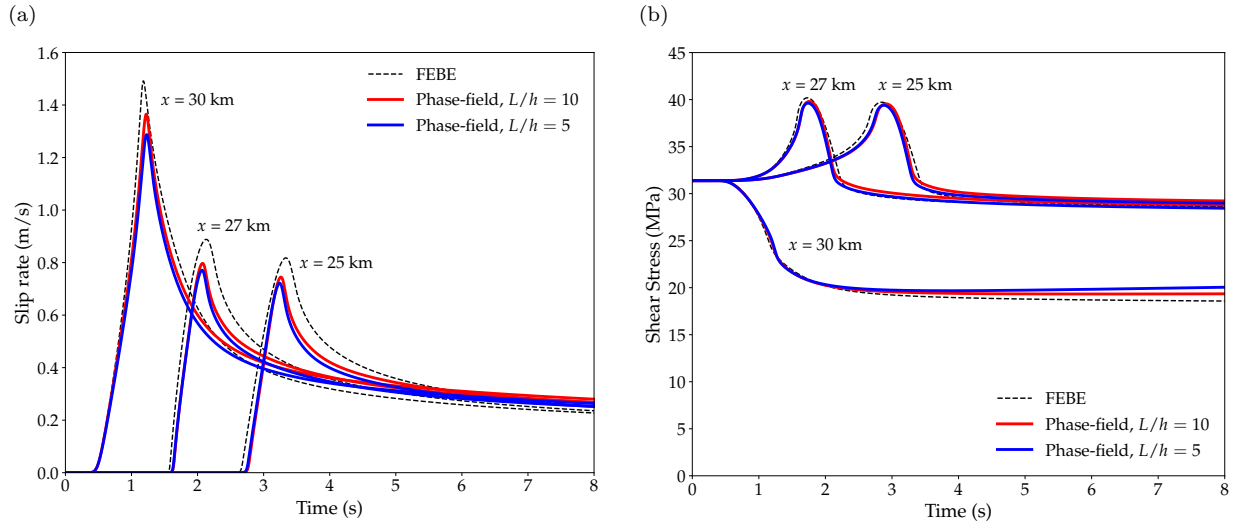 (a)
1.6
1.4
1.2
1.0
0.8
0.6
0.4
0.2
0.0
Slip rate (m/s)
0 1 2 3 4 5 6 7 8
Time (s)
FEBE
Phase-field, L/h = 10
Phase-field, L/h = 5
x = 30 km
x = 27 km
x = 25 km
(b)
45
40
35
30
25
20
15
10
5
0
Shear Stress (MPa)
0 1 2 3 4 5 6 7 8
Time (s)
x = 27 km
x = 25 km
x = 30 km
FEBE
Phase-field, L/h = 10
Phase-field, L/h = 5